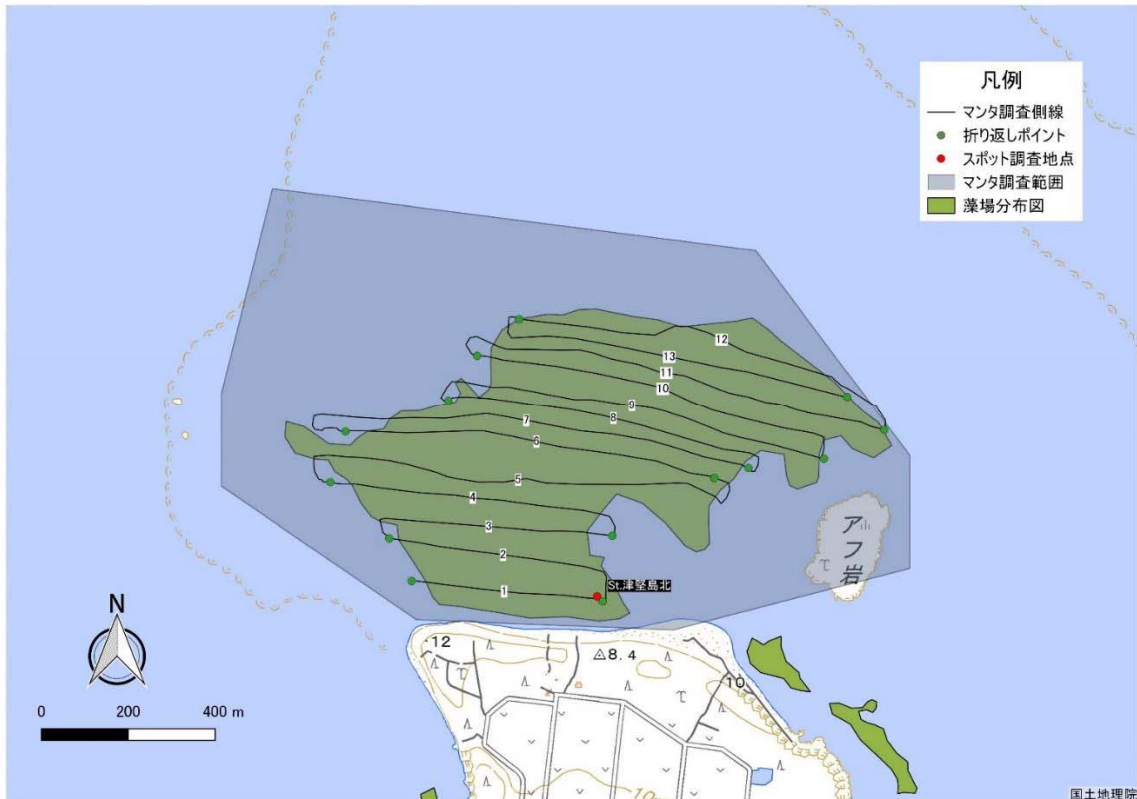 凡例
マンタ調査側線
折り返しポイント
スポット調査地点
マンタ調査範囲
藻場分布図
12
13
11
10
9
7
8
6
5
4
3
2
1
St.津堅島北
アフ岩
N
0 200 400 m
12
8.4
10
10
国土地理院